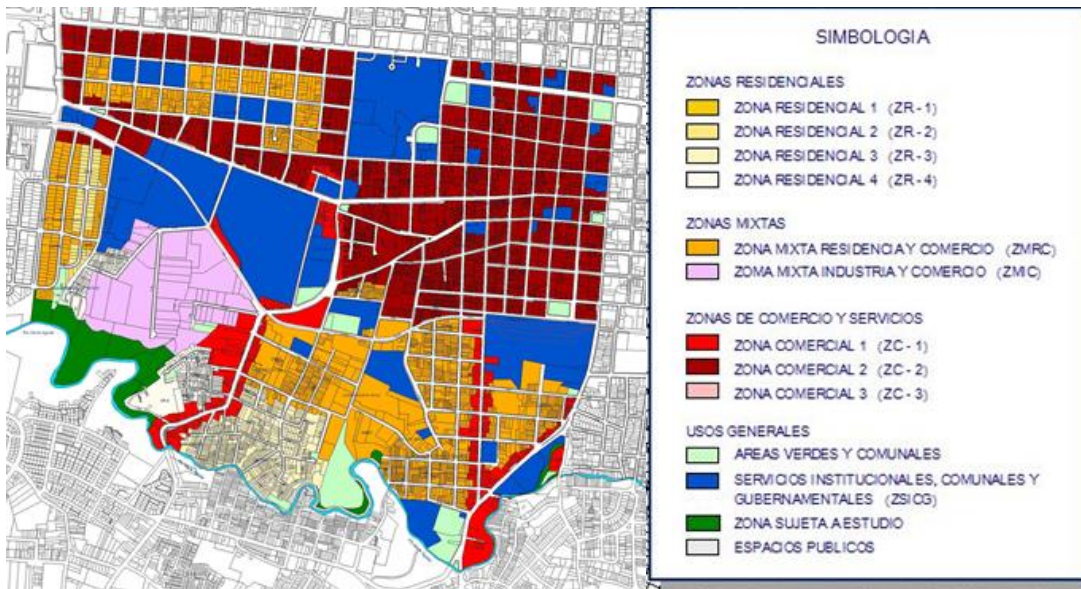 SIMBOLOGIA
ZONAS RESIDENCIALES
ZONA RESIDENCIAL 1 (ZR - 1)
ZONA RESIDENCIAL 2 (ZR - 2)
ZONA RESIDENCIAL 3 (ZR - 3)
ZONA RESIDENCIAL 4 (ZR - 4)
ZONAS MIXTAS
ZONA MIXTA RESIDENCIA Y COMERCIO (ZMRC)
ZOMA MIXTA INDUSTRIA Y COMERCIO (ZMIC)
ZONAS DE COMERCIO Y SERVICIOS
ZONA COMERCIAL 1 (ZC - 1)
ZONA COMERCIAL 2 (ZC - 2)
ZONA COMERCIAL 3 (ZC - 3)
USOS GENERALES
AREAS VERDES Y COMUNALES
SERVICIOS INSTITUCIONALES, COMUNALES Y
GUBERNAMENTALES (ZSICG)
ZONA SUJETA A ESTUDIO
ESPACIOS PUBLICOS